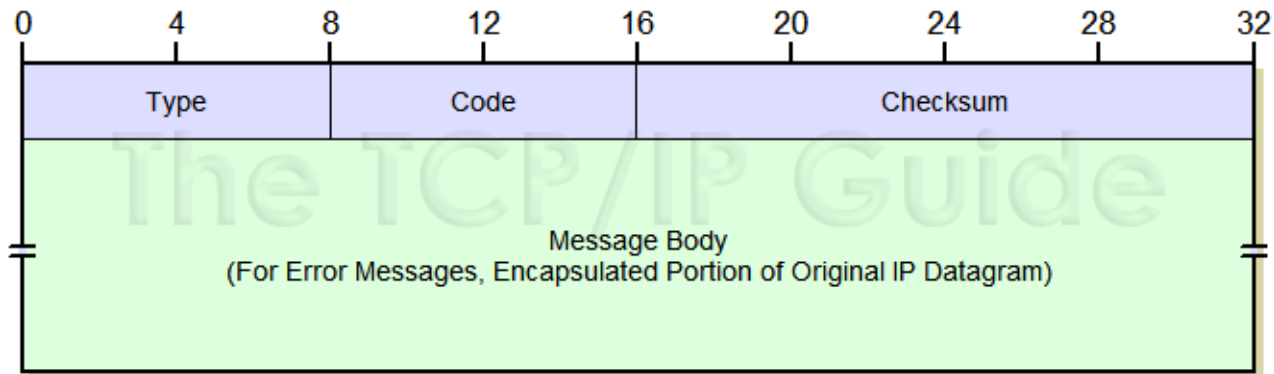 0 4 8 12 16 20 24 28 32
Type Code Checksum
The TCP/IP Guide
Message Body
(For Error Messages, Encapsulated Portion of Original IP Datagram)